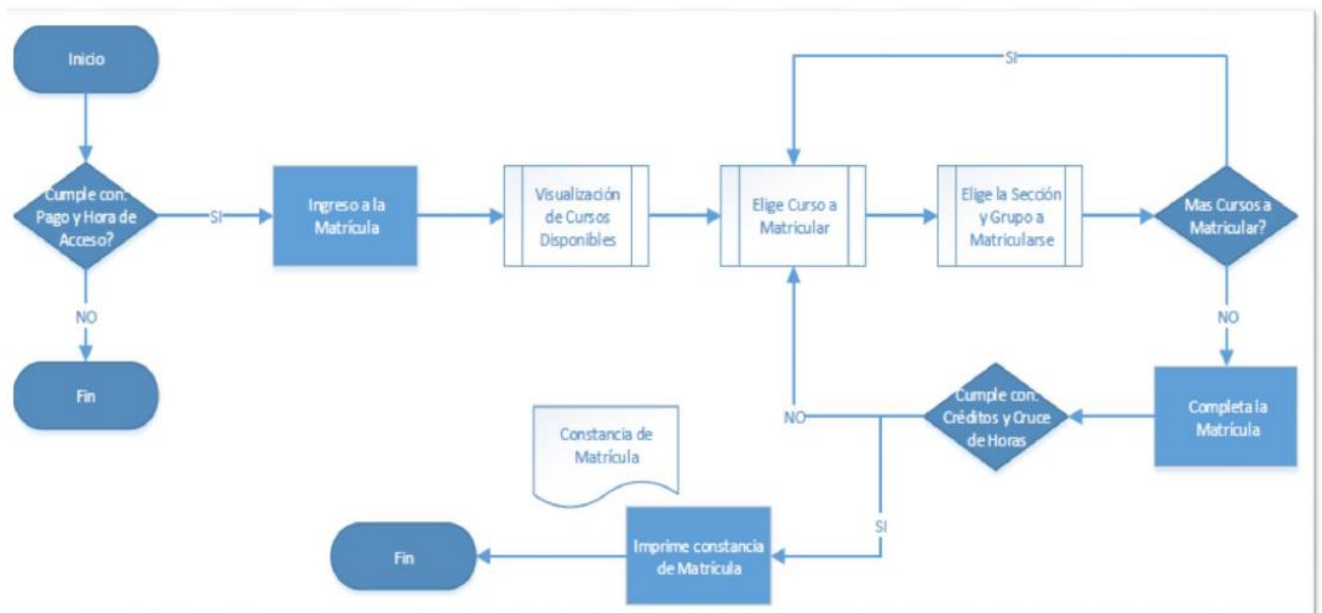 Inicio
Cumple con:
Pago y Hora de
Acceso?
SI
Ingreso a la
Matrícula
Visualización
de Cursos
Disponibles
Elige Curso a
Matricular
Elige la Sección
y Grupo a
Matricularse
Mas Cursos a
Matricular?
SI
NO
Fin
NO
Completa la
Matrícula
Cumple con:
Créditos y Cruce
de Horas
NO
SI
Constancia de
Matrícula
Imprime constancia
de Matrícula
Fin